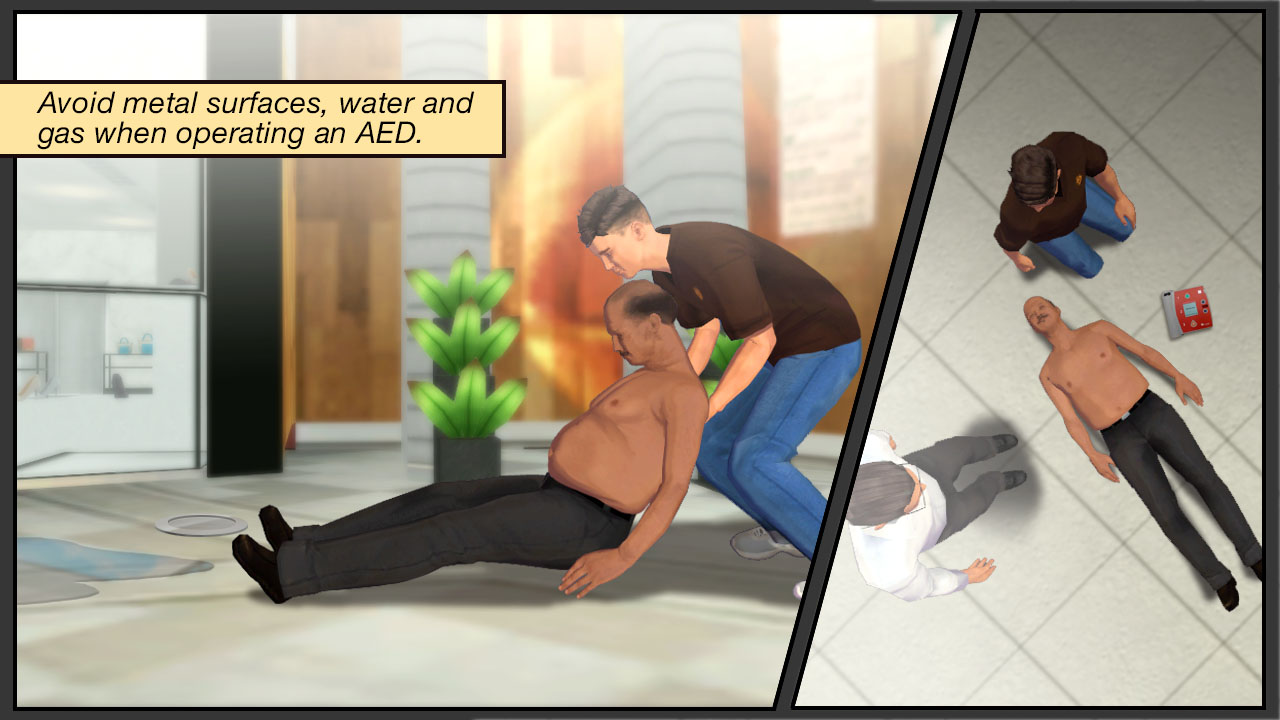 Avoid metal surfaces, water and
gas when operating an AED.